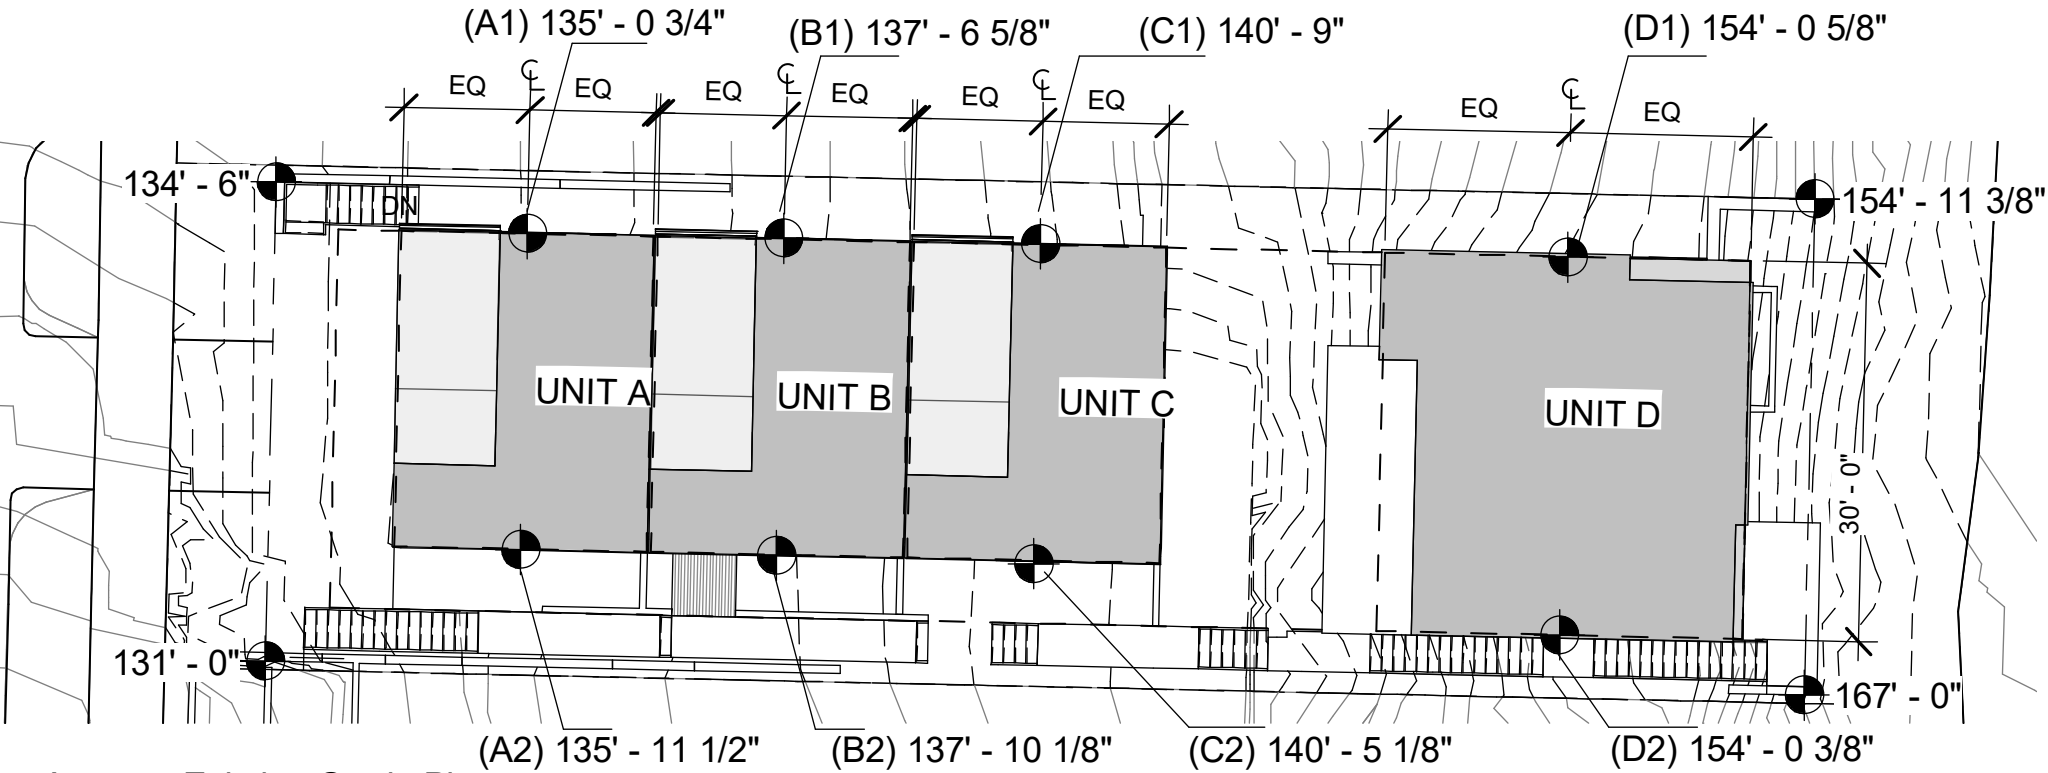 (A1) 135' - 0 3/4"
(B1) 137' - 6 5/8"
(C1) 140' - 9"
(D1) 154' - 0 5/8"
EQ
℄
EQ
EQ
℄
EQ
EQ
℄
EQ
EQ
℄
EQ
134' - 6"
DN
154' - 11 3/8"
UNIT A
UNIT B
UNIT C
UNIT D
30' - 0"
131' - 0"
167' - 0"
(A2) 135' - 11 1/2"
(B2) 137' - 10 1/8"
(C2) 140' - 5 1/8"
(D2) 154' - 0 3/8"